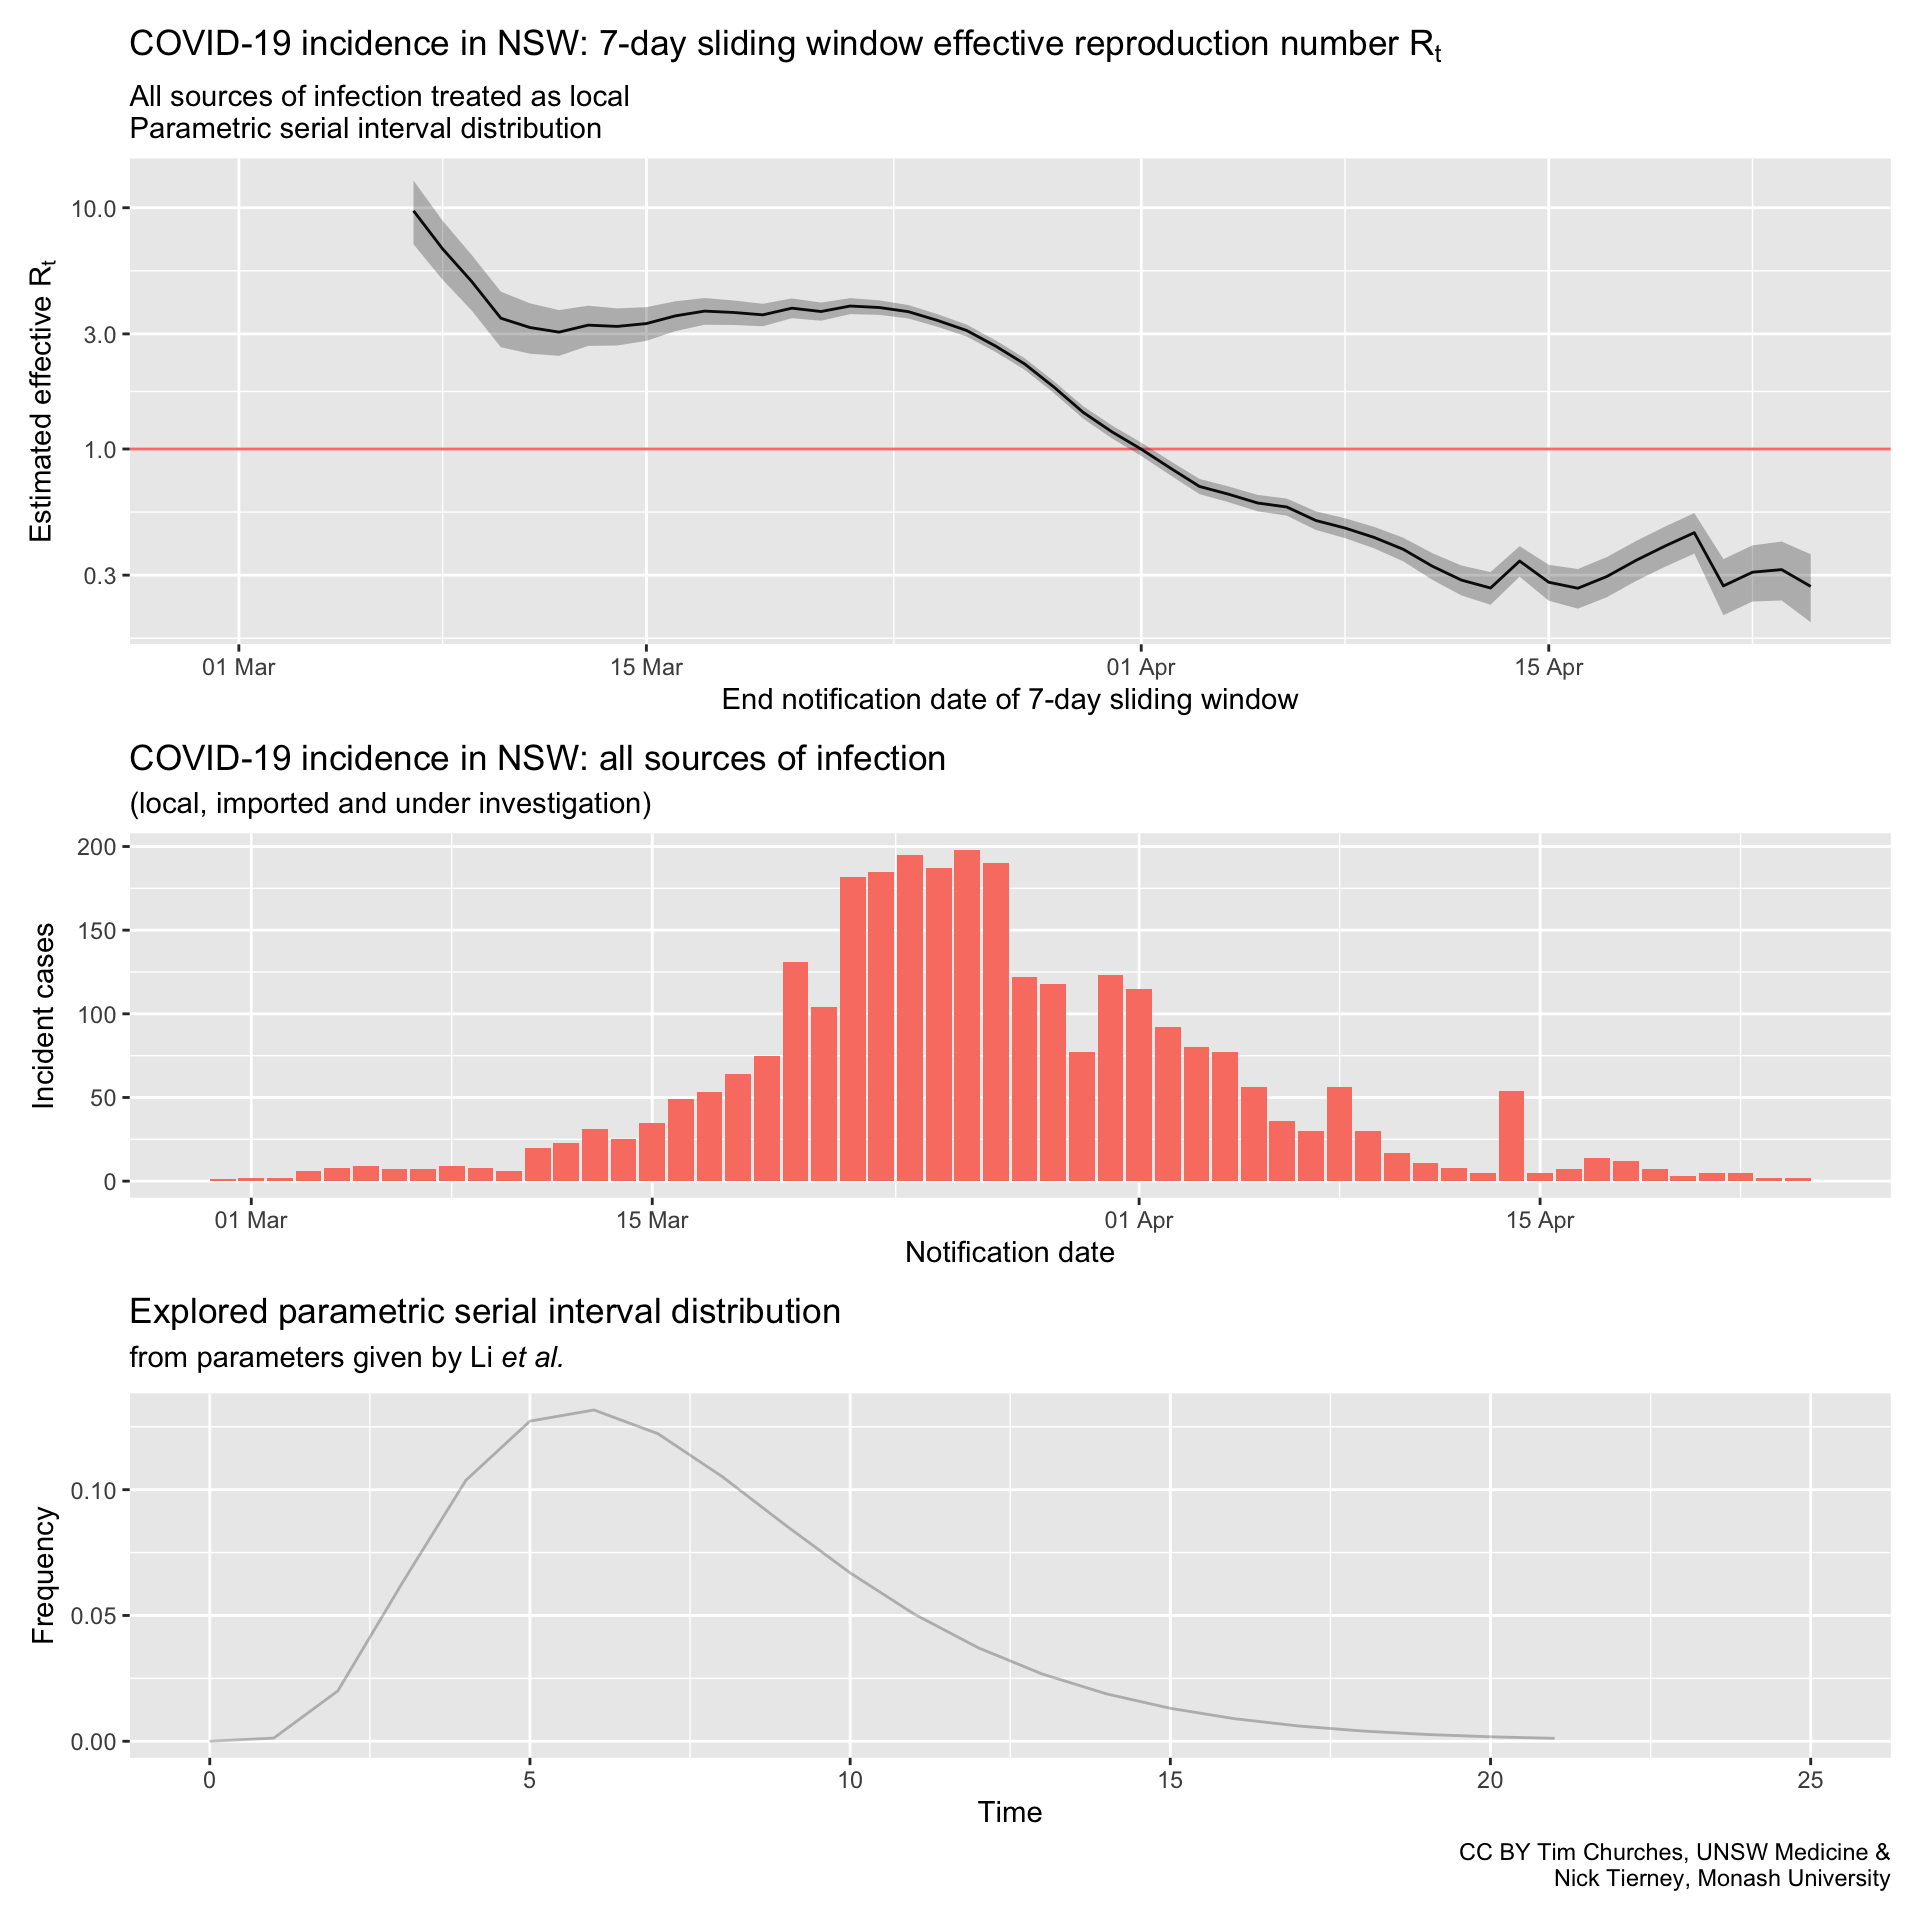 COVID-19 incidence in NSW: 7-day sliding window effective reproduction number Rt
All sources of infection treated as local
Parametric serial interval distribution
Estimated effective Rt
10.0
3.0
1.0
0.3
01 Mar 15 Mar 01 Apr 15 Apr
End notification date of 7-day sliding window
COVID-19 incidence in NSW: all sources of infection
(local, imported and under investigation)
Incident cases
200
150
100
50
0
01 Mar 15 Mar 01 Apr 15 Apr
Notification date
Explored parametric serial interval distribution
from parameters given by Li et al.
Frequency
0.10
0.05
0.00
0 5 10 15 20 25
Time
CC BY Tim Churches, UNSW Medicine &
Nick Tierney, Monash University